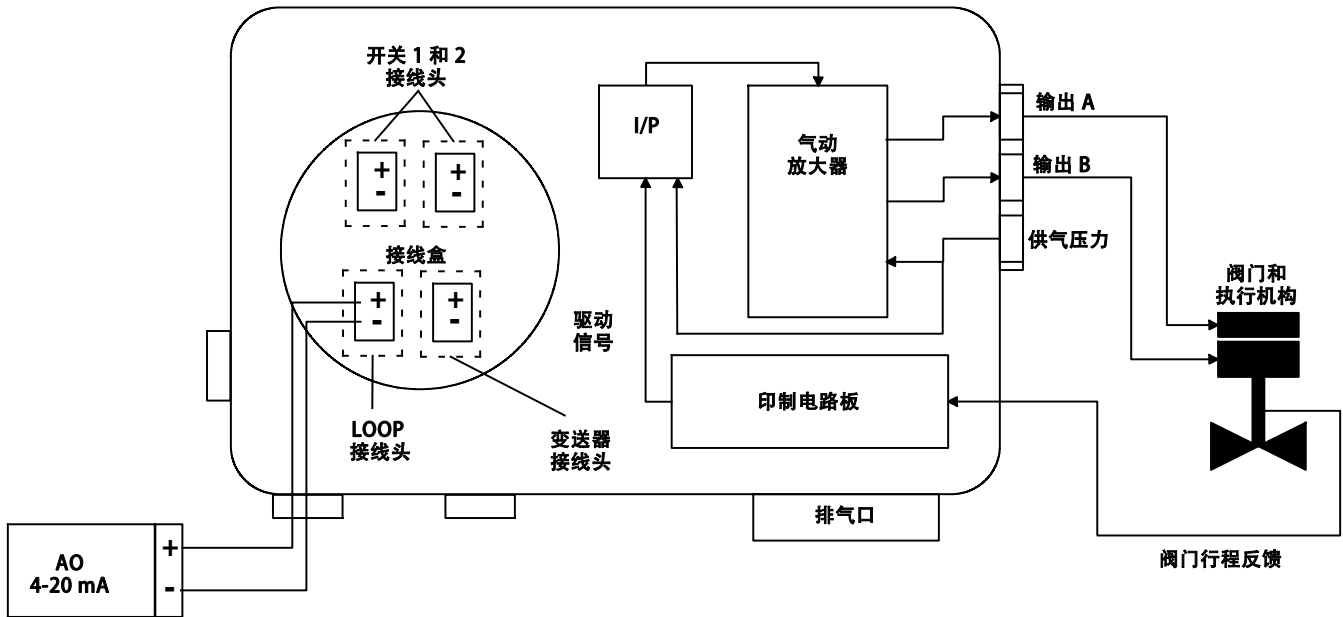 开关 1 和 2
接线头
+
-
+
-
接线盒
+
-
+
-
LOOP
接线头
变送器
接线头
I/P
气动
放大器
驱动
信号
印制电路板
排气口
输出 A
输出 B
供气压力
阀门和
执行机构
阀门行程反馈
AO
4-20 mA
+
-